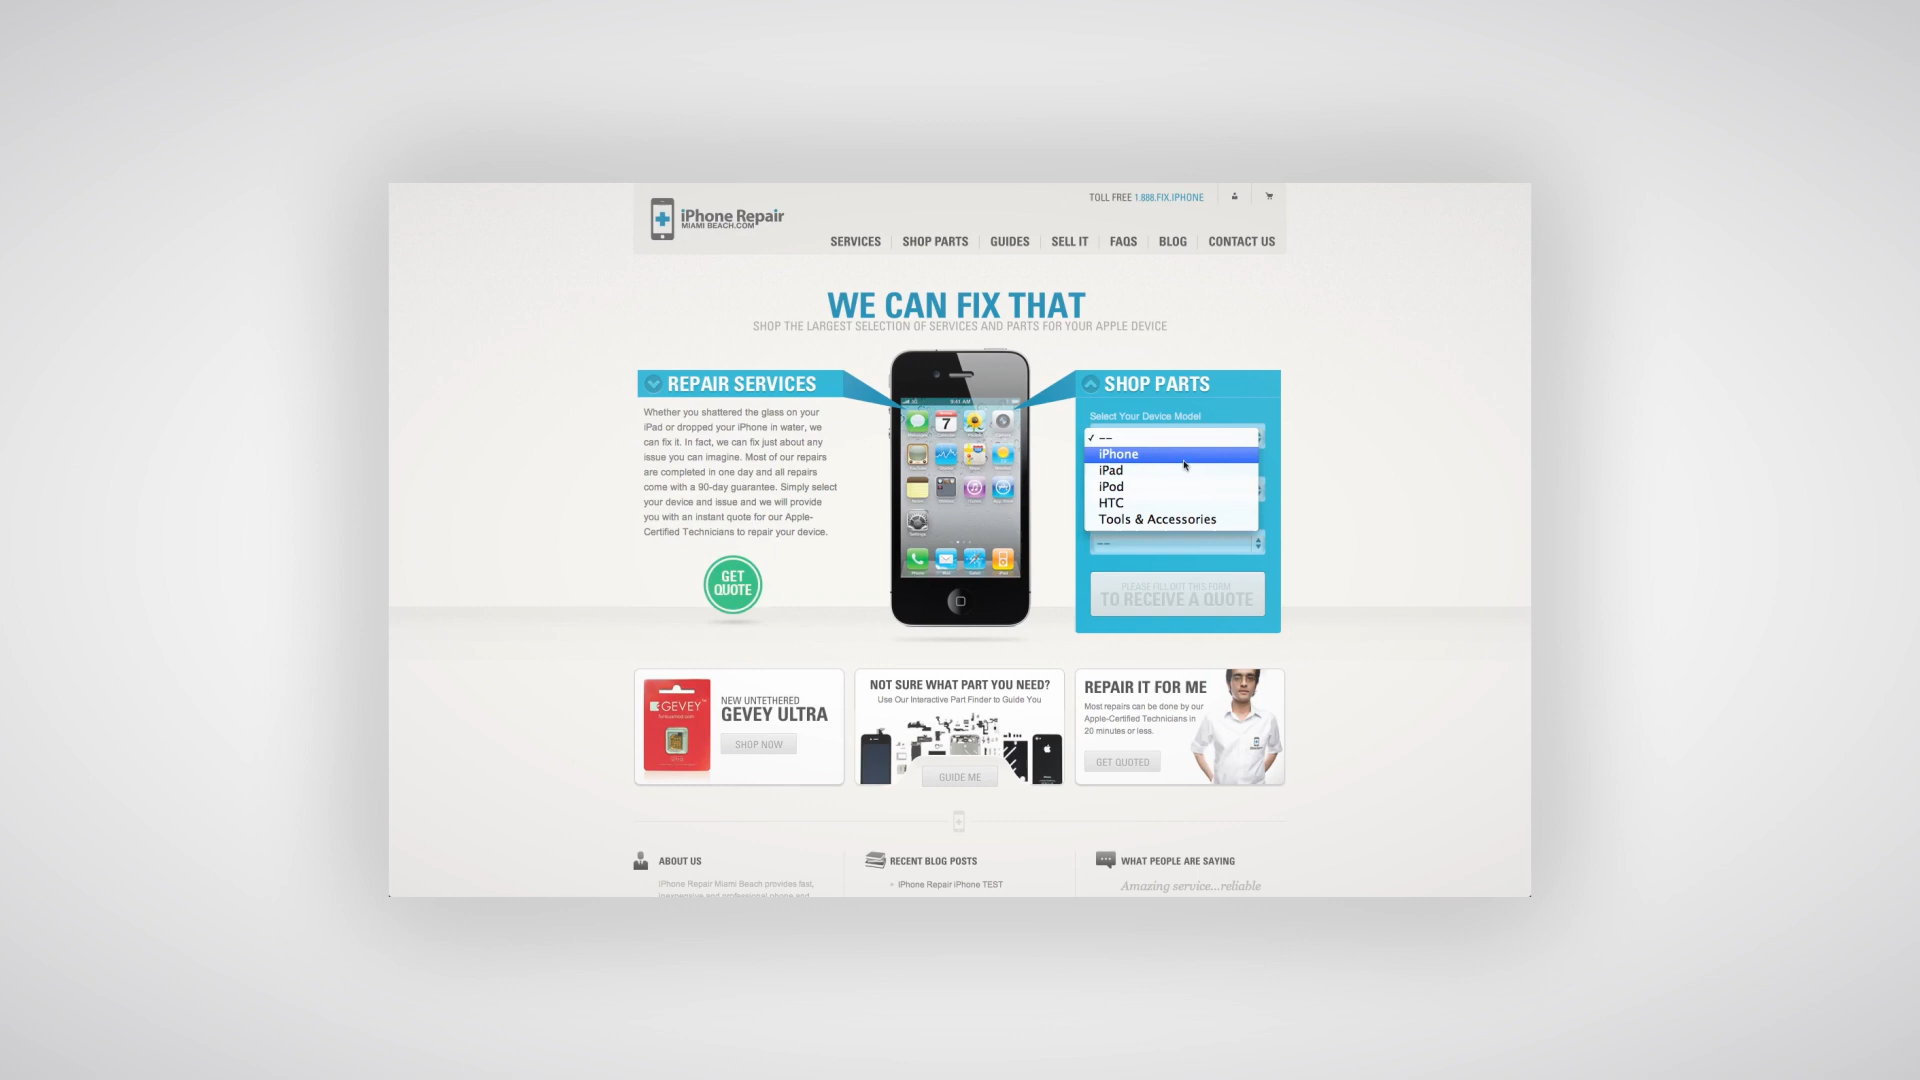 TOLL FREE 1.888.FIX.IPHONE
iPhone Repair
MIAMI BEACH.COM
SERVICES
SHOP PARTS
GUIDES
SELL IT
FAQS
BLOG
CONTACT US
WE CAN FIX THAT
SHOP THE LARGEST SELECTION OF SERVICES AND PARTS FOR YOUR APPLE DEVICE
REPAIR SERVICES
Whether you shattered the glass on your
iPad or dropped your iPhone in water, we
can fix it. In fact, we can fix just about any
issue you can imagine. Most of our repairs
are completed in one day and all repairs
come with a 90-day guarantee. Simply select
your device and issue and we will provide
you with an instant quote for our Apple-
Certified Technicians to repair your device.
GET
QUOTE
9:41 AM
7
SHOP PARTS
Select Your Device Model
✓ --
iPhone
iPad
iPod
HTC
Tools & Accessories
--
PLEASE FILL OUT THIS FORM
TO RECEIVE A QUOTE
GEVEY
NEW UNTETHERED
GEVEY ULTRA
SHOP NOW
NOT SURE WHAT PART YOU NEED?
Use Our Interactive Part Finder to Guide You
GUIDE ME
REPAIR IT FOR ME
Most repairs can be done by our
Apple-Certified Technicians in
20 minutes or less.
GET QUOTED
ABOUT US
iPhone Repair Miami Beach provides fast,
inexpensive and professional phone and
RECENT BLOG POSTS
iPhone Repair iPhone TEST
WHAT PEOPLE ARE SAYING
Amazing service...reliable